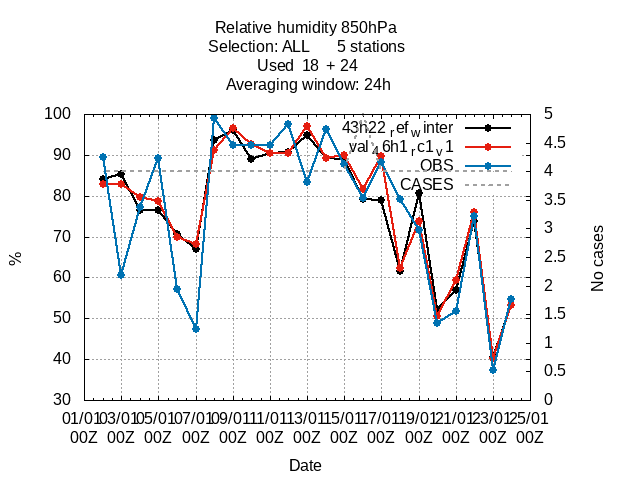 Relative humidity 850hPa
Selection: ALL 5 stations
Used 18 + 24
Averaging window: 24h
100
90
80
70
60
50
40
30
%
5
4.5
4
3.5
3
2.5
2
1.5
1
0.5
0
No cases
43h22_ref_winter
val_46h1_rc1_v1
OBS
CASES
01/01 03/01 05/01 07/01 09/01 11/01 13/01 15/01 17/01 19/01 21/01 23/01 25/01
00Z 00Z 00Z 00Z 00Z 00Z 00Z 00Z 00Z 00Z 00Z 00Z 00Z
Date